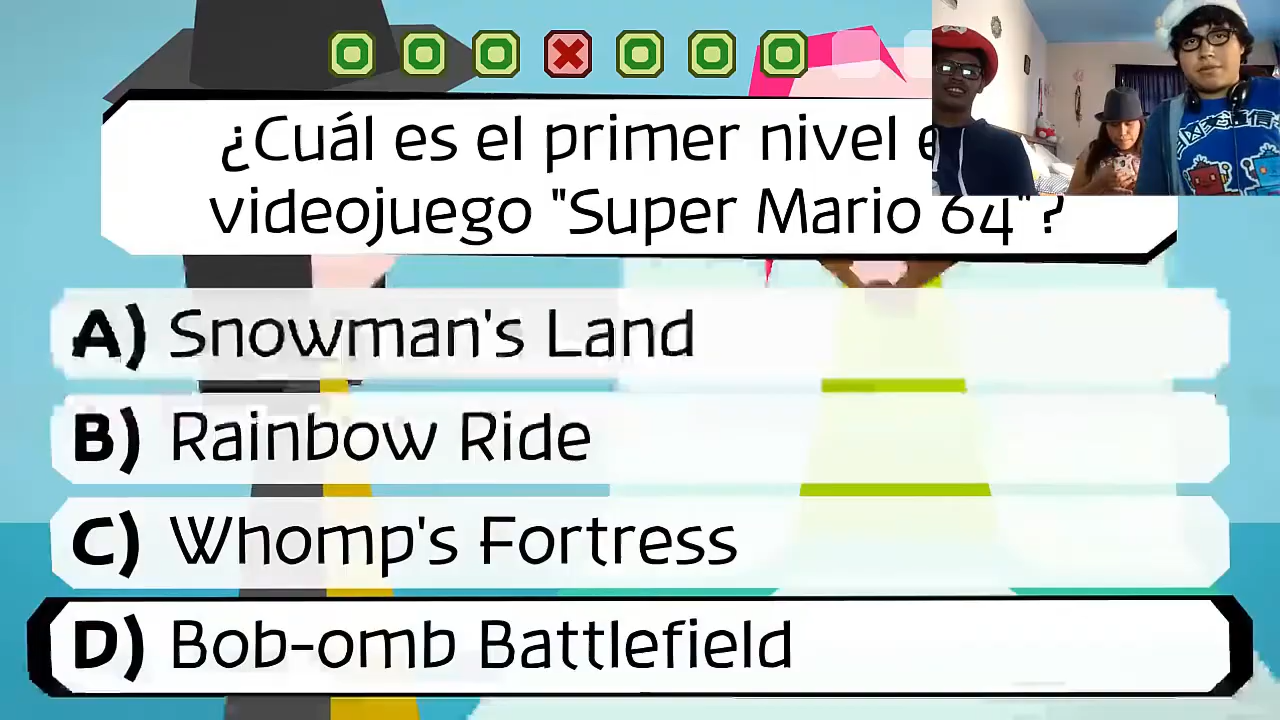 ¿Cuál es el primer nivel
videojuego "Super Mario 64"?
A) Snowman's Land
B) Rainbow Ride
C) Whomp's Fortress
D) Bob-omb Battlefield